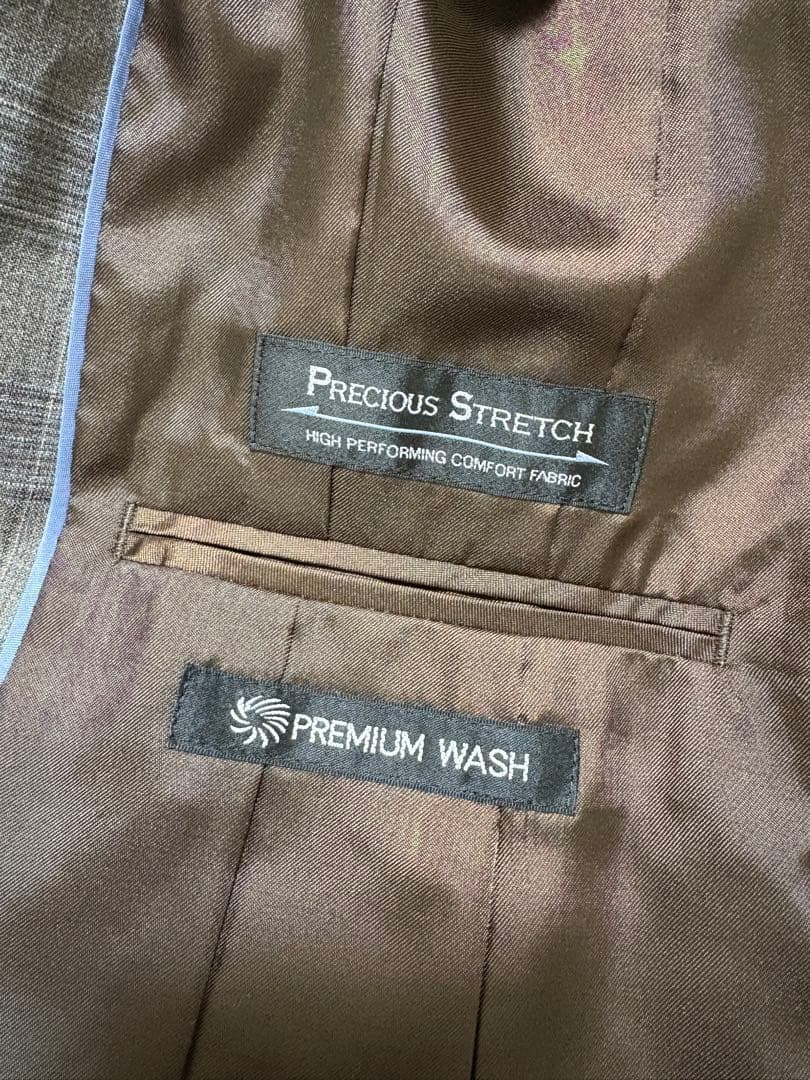 PRECIOUS STRETCH
HIGH PERFORMING COMFORT FABRIC
PREMIUM WASH